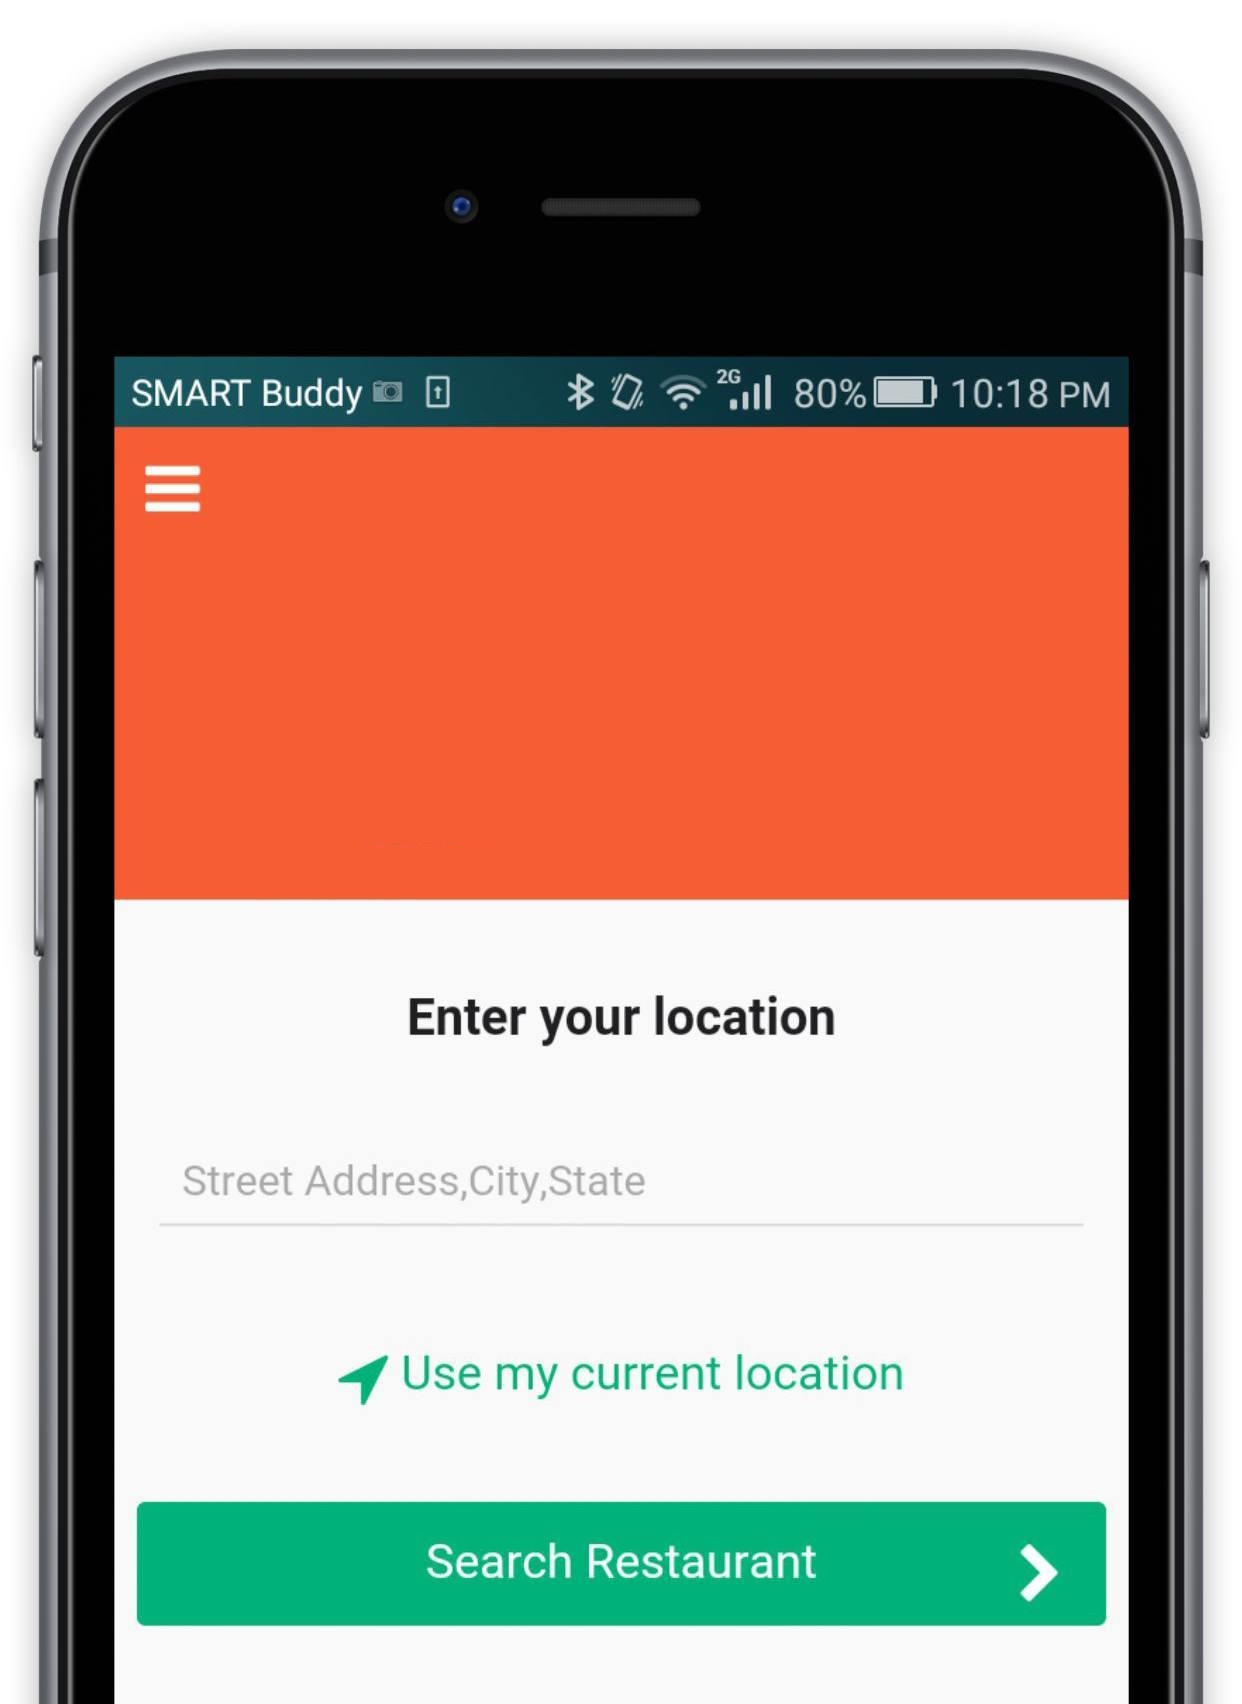 SMART Buddy 2G 80% 10:18 PM
Enter your location
Street Address,City,State
Use my current location
Search Restaurant